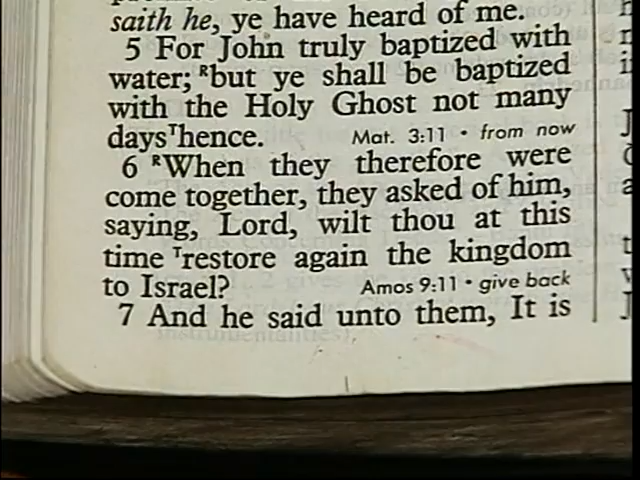 saith he, ye have heard of me.
5 For John truly baptized with
water; ᴿbut ye shall be baptized
with the Holy Ghost not many
daysᵀhence. Mat. 3:11 • from now
6 ᴿWhen they therefore were
come together, they asked of him,
saying, Lord, wilt thou at this
time ᵀrestore again the kingdom
to Israel? Amos 9:11 • give back
7 And he said unto them, It is